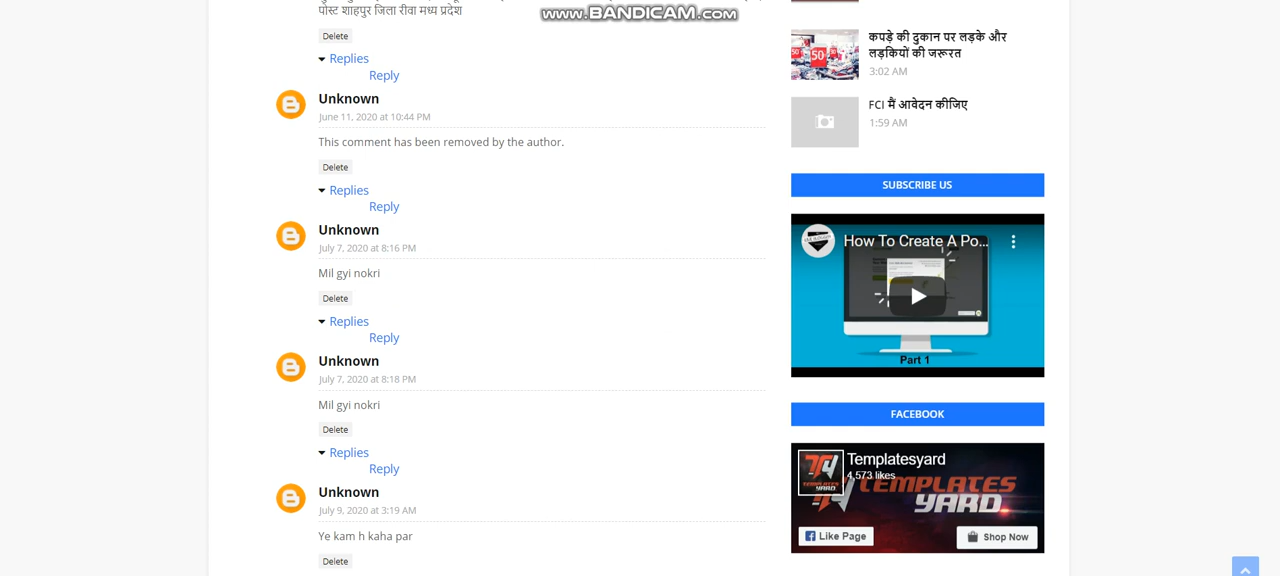 पोस्ट शाहपुर जिला रीवा मध्य प्रदेश
www.BANDICAM.com
Delete
Replies
Reply
Unknown
June 11, 2020 at 10:44 PM
This comment has been removed by the author.
Delete
Replies
Reply
Unknown
July 7, 2020 at 8:16 PM
Mil gyi nokri
Delete
Replies
Reply
Unknown
July 7, 2020 at 8:18 PM
Mil gyi nokri
Delete
Replies
Reply
Unknown
July 9, 2020 at 3:19 AM
Ye kam h kaha par
Delete
50
कपड़े की दुकान पर लड़के और
लड़कियों की जरूरत
3:02 AM
FCI मैं आवेदन कीजिए
1:59 AM
SUBSCRIBE US
How To Create A Po...
Part 1
FACEBOOK
Templatesyard
4,573 likes
TEMPLATES
YARD
Like Page
Shop Now